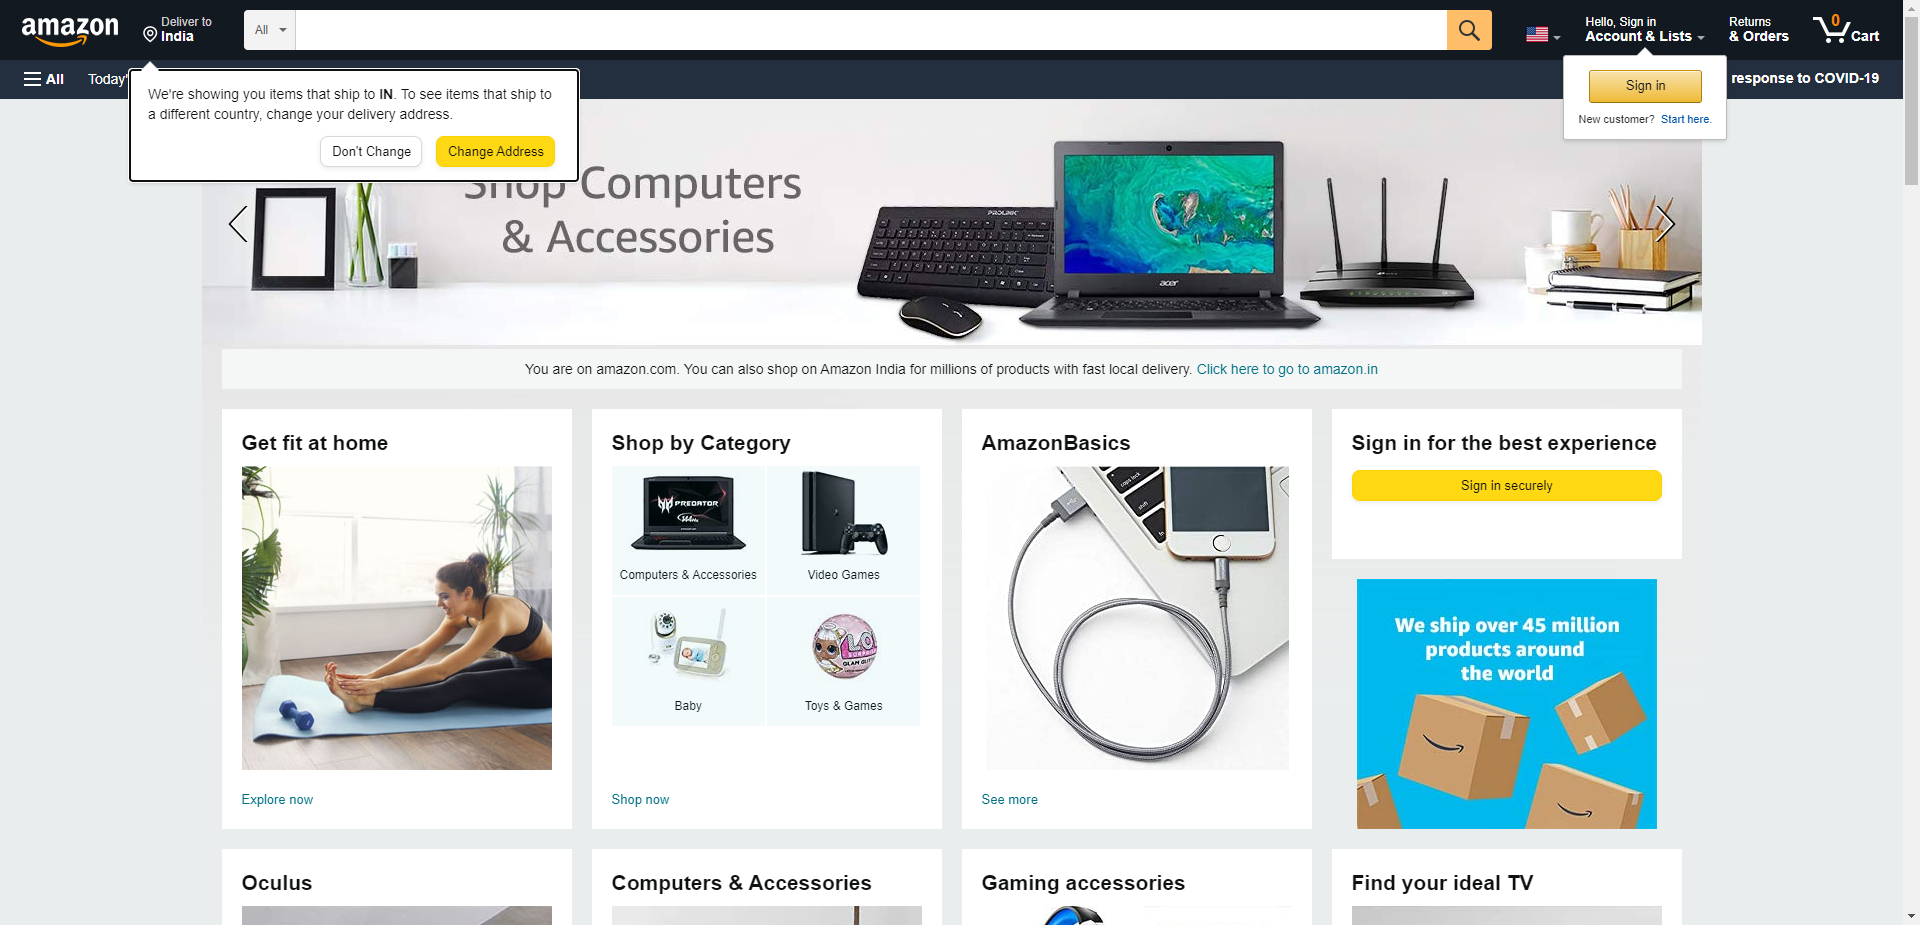 amazon
Deliver to
India
All
Hello, Sign in
Account & Lists
Returns
& Orders
0
Cart
All
Today'
response to COVID-19
We're showing you items that ship to IN. To see items that ship to
a different country, change your delivery address.
Don't Change
Change Address
Sign in
New customer? Start here.
Shop Computers
& Accessories
PROLINK
acer
You are on amazon.com. You can also shop on Amazon India for millions of products with fast local delivery. Click here to go to amazon.in
Get fit at home
Explore now
Shop by Category
PREDATOR
Computers & Accessories
Video Games
Baby
Toys & Games
Shop now
AmazonBasics
caps lock
shift
See more
Sign in for the best experience
Sign in securely
We ship over 45 million
products around
the world
Oculus
Computers & Accessories
Gaming accessories
Find your ideal TV